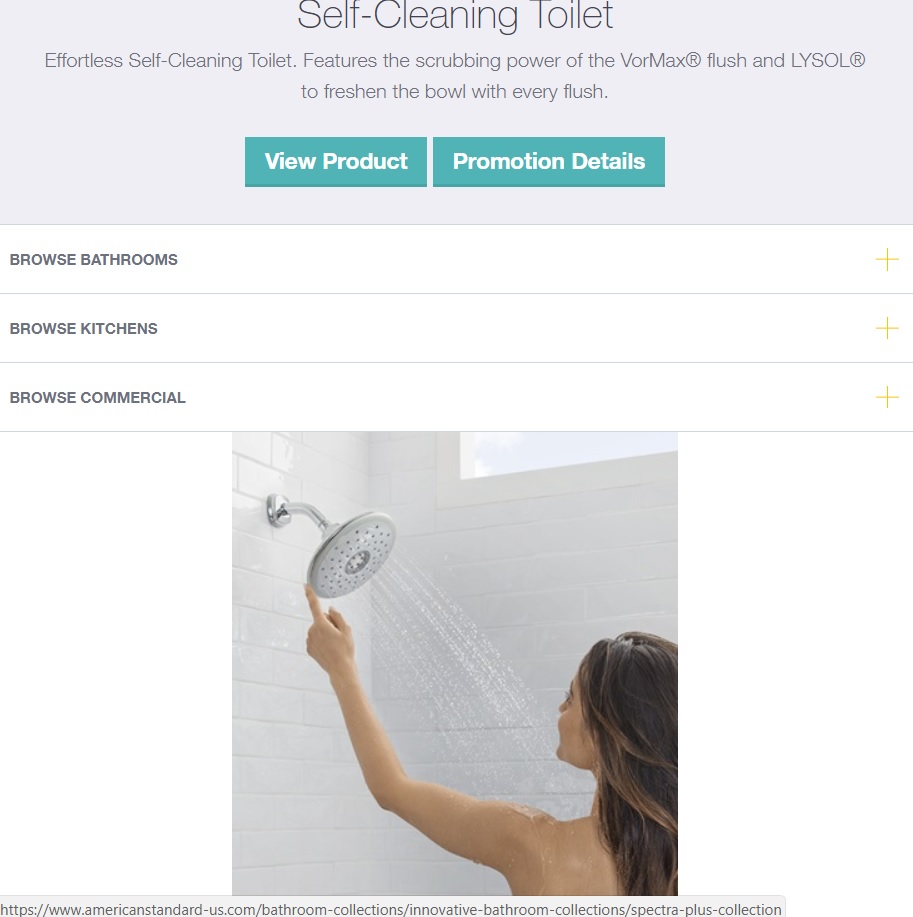 Self-Cleaning Toilet
Effortless Self-Cleaning Toilet. Features the scrubbing power of the VorMax® flush and LYSOL®
to freshen the bowl with every flush.
View Product
Promotion Details
BROWSE BATHROOMS
BROWSE KITCHENS
BROWSE COMMERCIAL
https://www.americanstandard-us.com/bathroom-collections/innovative-bathroom-collections/spectra-plus-collection